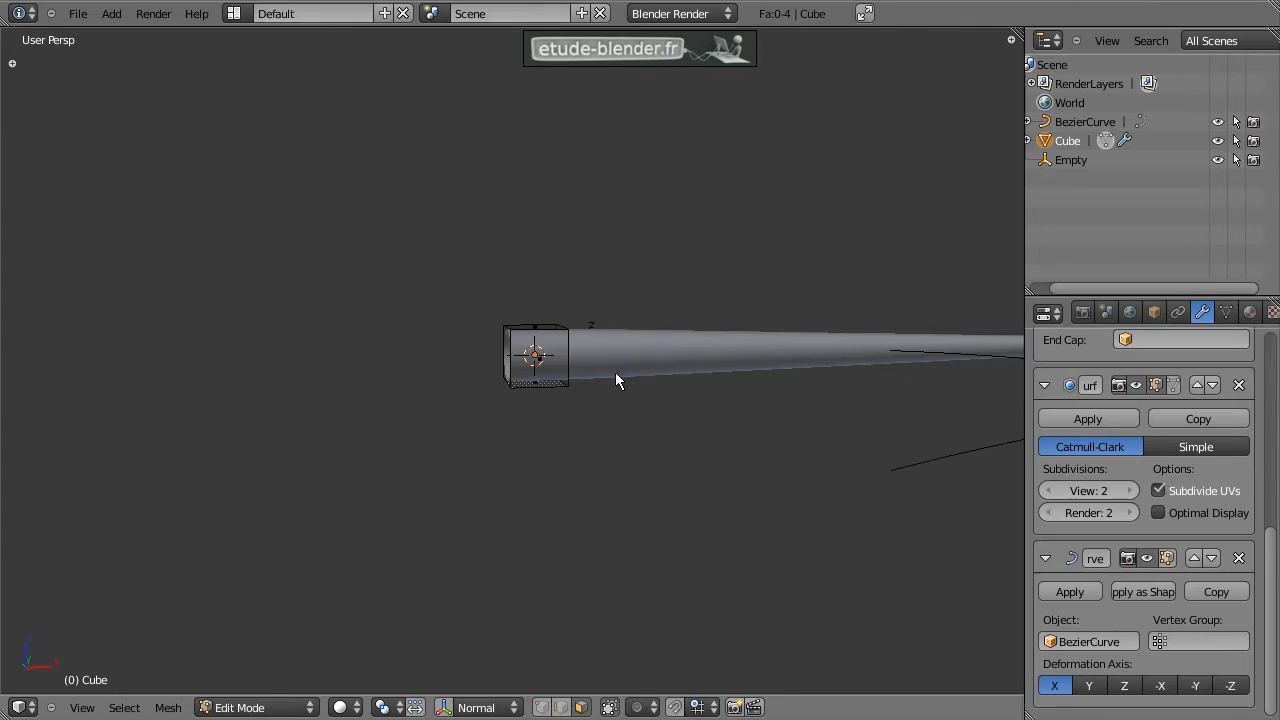 File Add Render Help Default Scene Blender Render Fa:0-4 | Cube
User Persp
etude-blender.fr
View Search All Scenes
Scene
RenderLayers
World
BezierCurve
Cube
Empty
z
End Cap:
urf
Apply Copy
Catmull-Clark Simple
Subdivisions: Options:
View: 2 Subdivide UVs
Render: 2 Optimal Display
rve
Apply pply as Shap Copy
Object: Vertex Group:
BezierCurve
Deformation Axis:
X Y Z -X -Y -Z
(0) Cube
View Select Mesh Edit Mode Normal